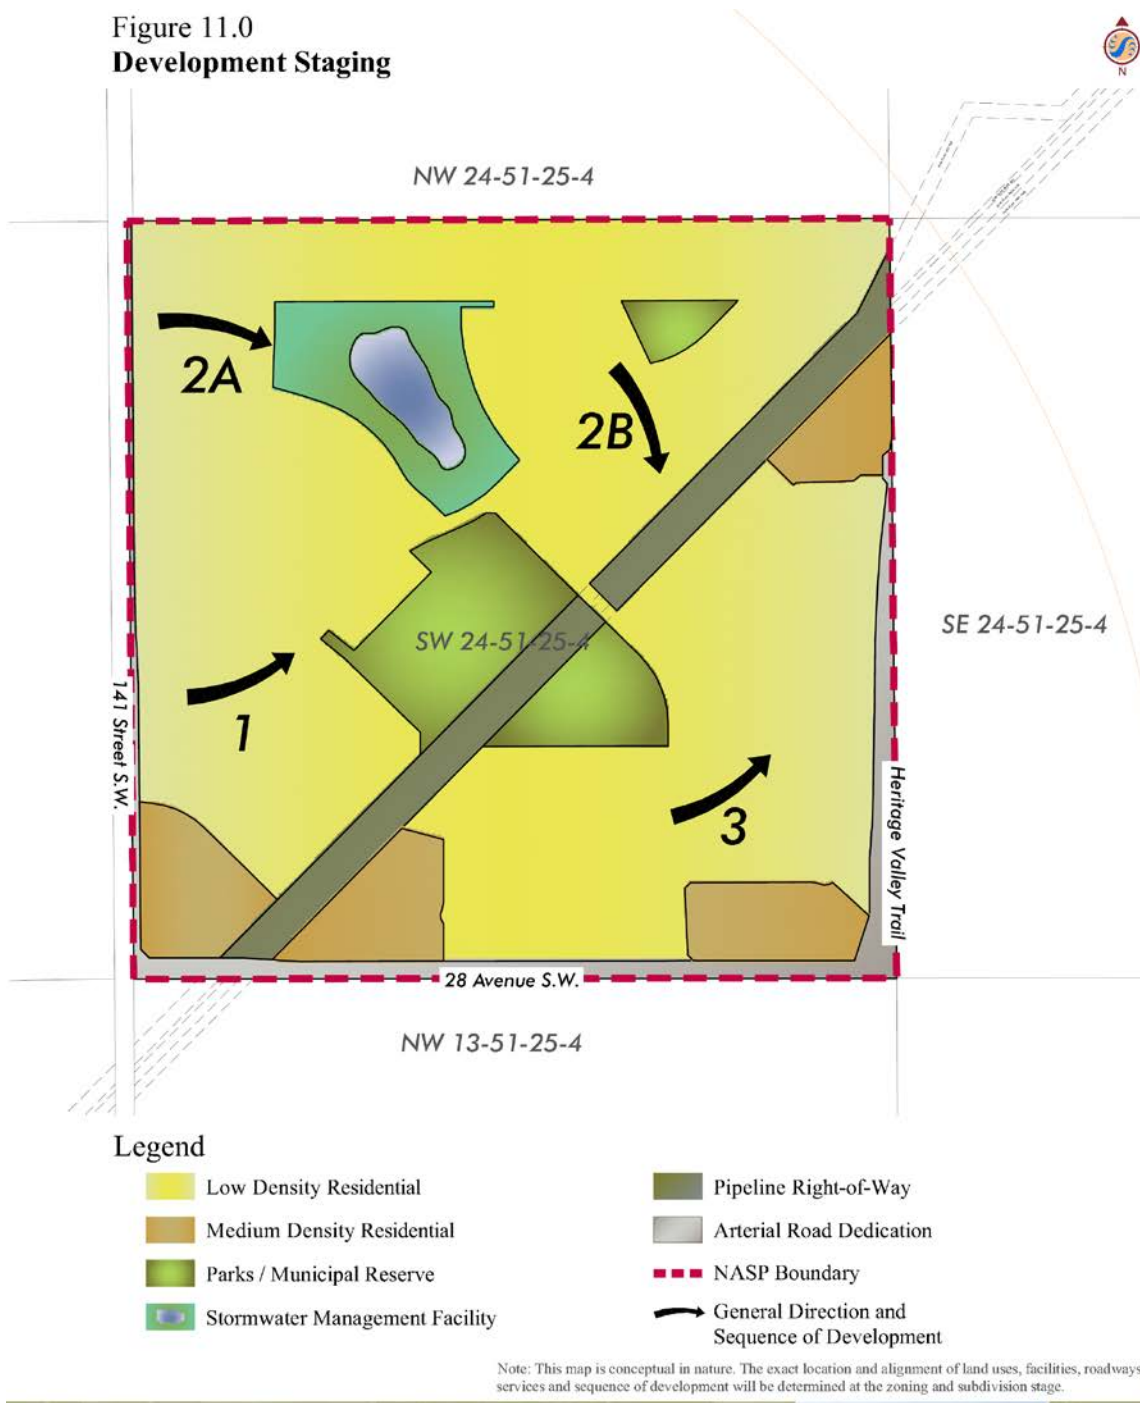 Figure 11.0
Development Staging
N
NW 24-51-25-4
2A
2B
SW 24-51-25-4
SE 24-51-25-4
1
141 Street S.W.
3
Heritage Valley Trail
28 Avenue S.W.
NW 13-51-25-4
Legend
Low Density Residential
Medium Density Residential
Parks / Municipal Reserve
Stormwater Management Facility
Pipeline Right-of-Way
Arterial Road Dedication
NASP Boundary
General Direction and
Sequence of Development
Note: This map is conceptual in nature. The exact location and alignment of land uses, facilities, roadways
services and sequence of development will be determined at the zoning and subdivision stage.